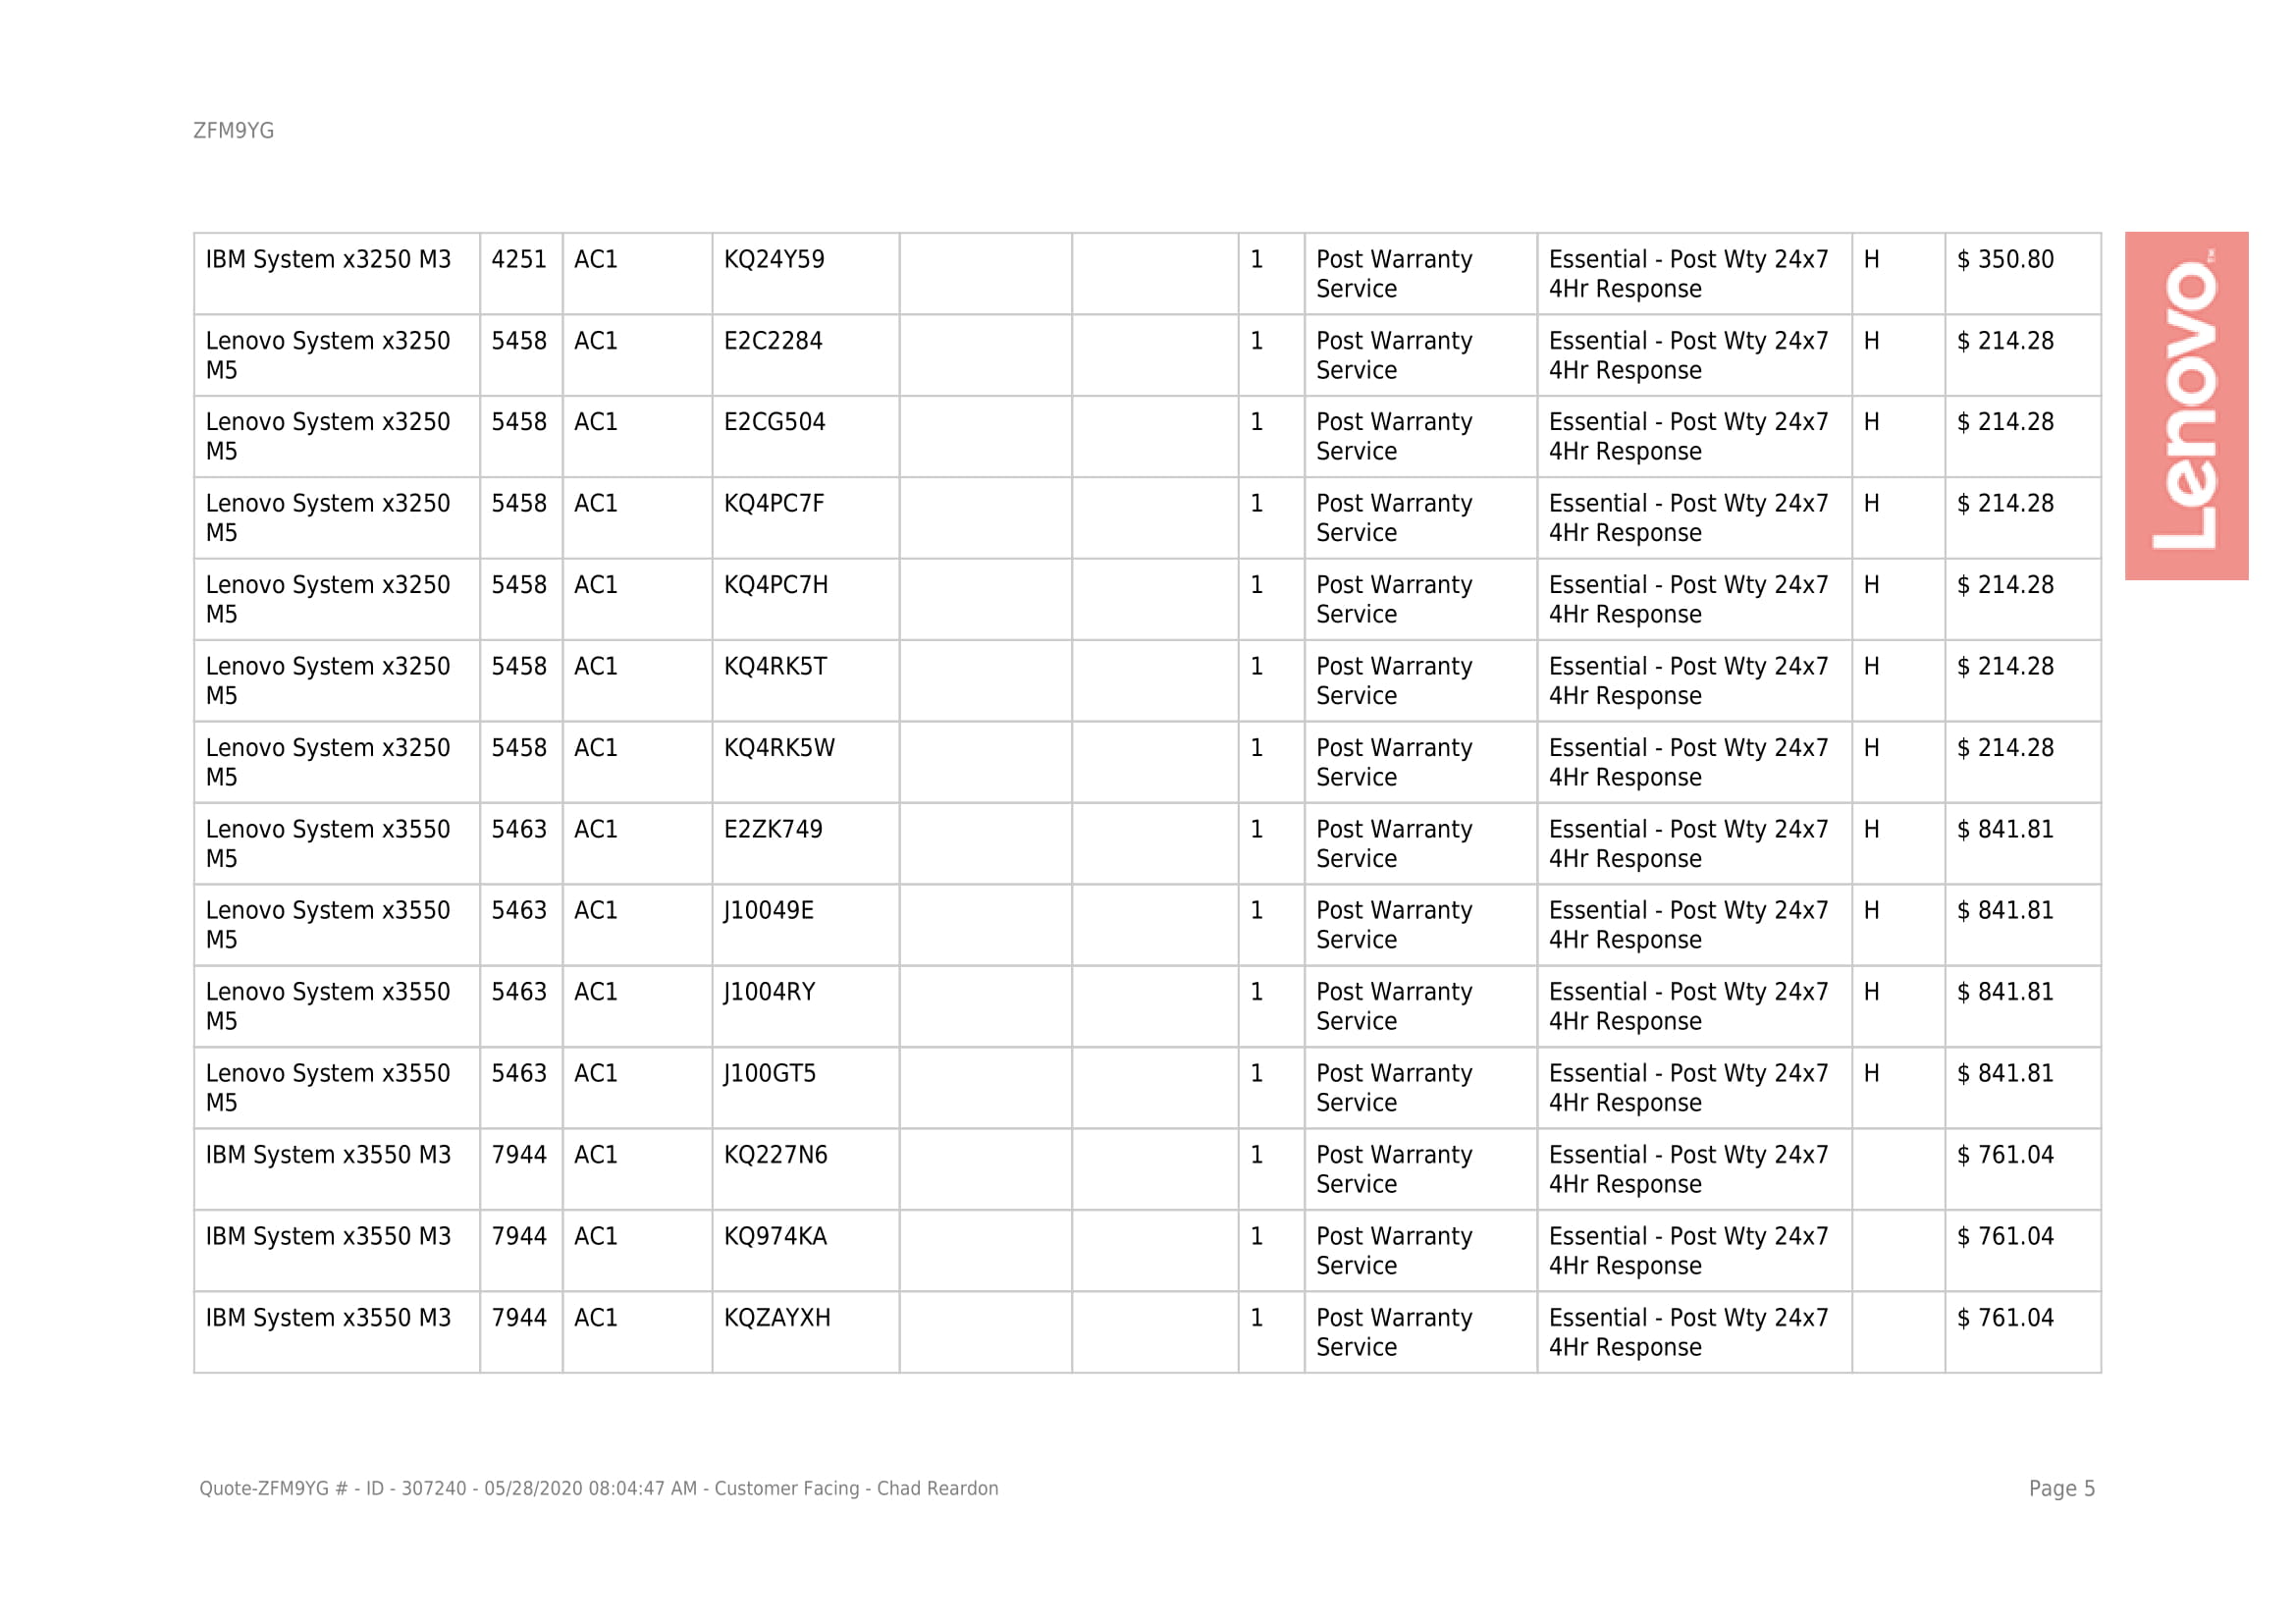 ZFM9YG
IBM System x3250 M3 4251 AC1 KQ24Y59 1 Post Warranty Essential - Post Wty 24x7 H $ 350.80
Service 4Hr Response
Lenovo System x3250 5458 AC1 E2C2284 1 Post Warranty Essential - Post Wty 24x7 H $ 214.28
M5 Service 4Hr Response
Lenovo System x3250 5458 AC1 E2CG504 1 Post Warranty Essential - Post Wty 24x7 H $ 214.28
M5 Service 4Hr Response
Lenovo System x3250 5458 AC1 KQ4PC7F 1 Post Warranty Essential - Post Wty 24x7 H $ 214.28
M5 Service 4Hr Response
Lenovo System x3250 5458 AC1 KQ4PC7H 1 Post Warranty Essential - Post Wty 24x7 H $ 214.28
M5 Service 4Hr Response
Lenovo System x3250 5458 AC1 KQ4RK5T 1 Post Warranty Essential - Post Wty 24x7 H $ 214.28
M5 Service 4Hr Response
Lenovo System x3250 5458 AC1 KQ4RK5W 1 Post Warranty Essential - Post Wty 24x7 H $ 214.28
M5 Service 4Hr Response
Lenovo System x3550 5463 AC1 E2ZK749 1 Post Warranty Essential - Post Wty 24x7 H $ 841.81
M5 Service 4Hr Response
Lenovo System x3550 5463 AC1 J10049E 1 Post Warranty Essential - Post Wty 24x7 H $ 841.81
M5 Service 4Hr Response
Lenovo System x3550 5463 AC1 J1004RY 1 Post Warranty Essential - Post Wty 24x7 H $ 841.81
M5 Service 4Hr Response
Lenovo System x3550 5463 AC1 J100GT5 1 Post Warranty Essential - Post Wty 24x7 H $ 841.81
M5 Service 4Hr Response
IBM System x3550 M3 7944 AC1 KQ227N6 1 Post Warranty Essential - Post Wty 24x7 $ 761.04
Service 4Hr Response
IBM System x3550 M3 7944 AC1 KQ974KA 1 Post Warranty Essential - Post Wty 24x7 $ 761.04
Service 4Hr Response
IBM System x3550 M3 7944 AC1 KQZAYXH 1 Post Warranty Essential - Post Wty 24x7 $ 761.04
Service 4Hr Response
Lenovo™
Quote-ZFM9YG # - ID - 307240 - 05/28/2020 08:04:47 AM - Customer Facing - Chad Reardon Page 5